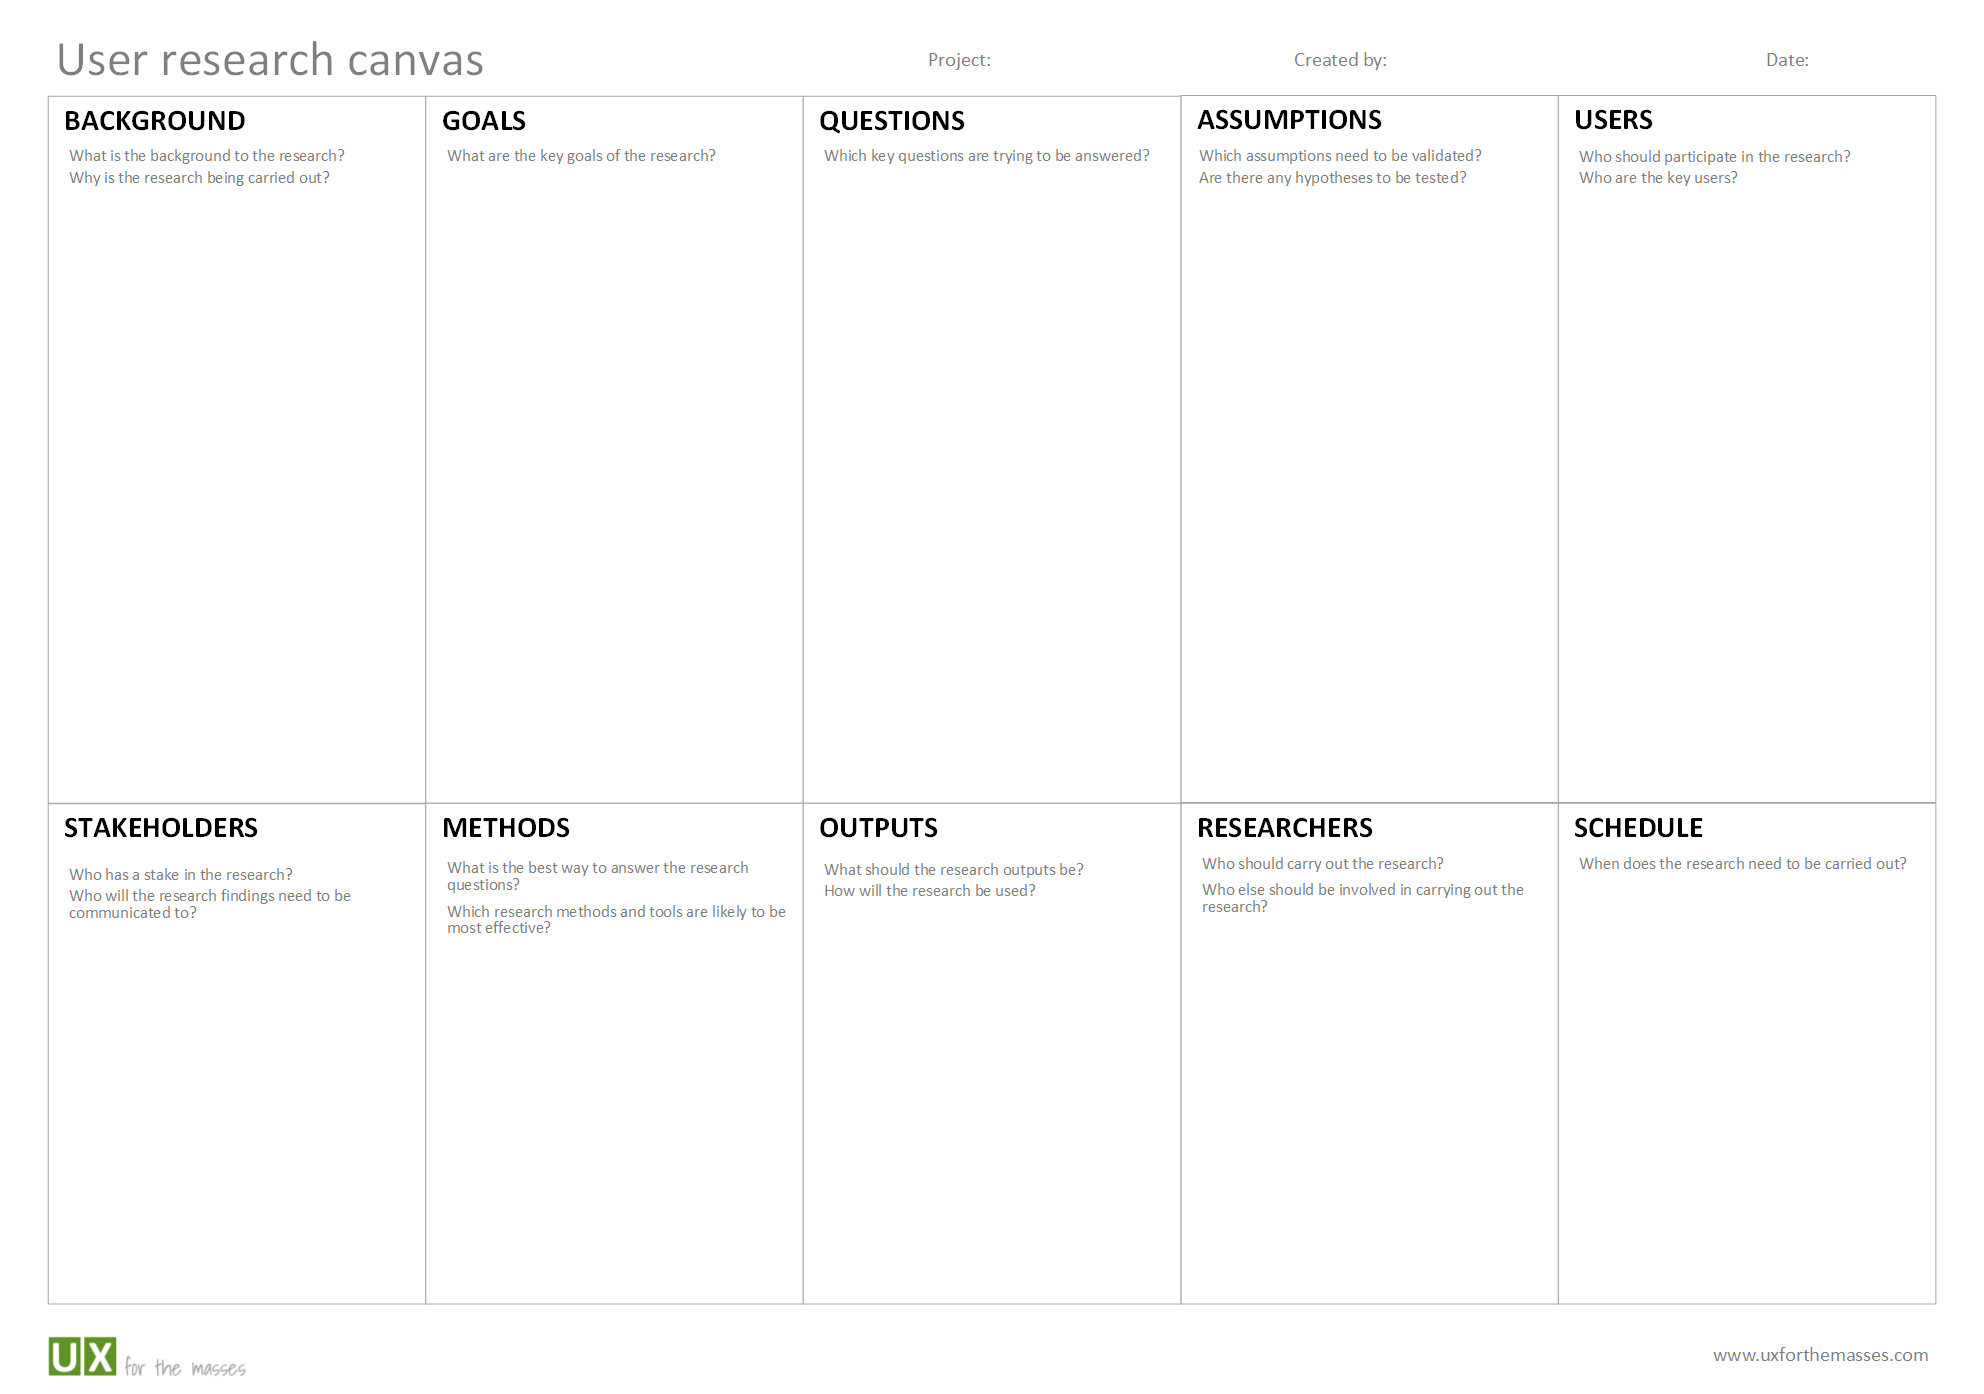 User research canvas
Project:
Created by:
Date:
BACKGROUND
What is the background to the research?
Why is the research being carried out?
GOALS
What are the key goals of the research?
QUESTIONS
Which key questions are trying to be answered?
ASSUMPTIONS
Which assumptions need to be validated?
Are there any hypotheses to be tested?
USERS
Who should participate in the research?
Who are the key users?
STAKEHOLDERS
Who has a stake in the research?
Who will the research findings need to be
communicated to?
METHODS
What is the best way to answer the research
questions?
Which research methods and tools are likely to be
most effective?
OUTPUTS
What should the research outputs be?
How will the research be used?
RESEARCHERS
Who should carry out the research?
Who else should be involved in carrying out the
research?
SCHEDULE
When does the research need to be carried out?
UX for the masses
www.uxforthemasses.com